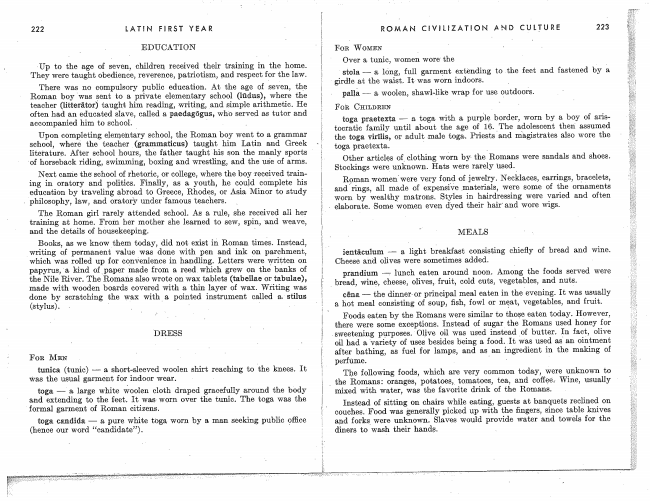 222
LATIN FIRST YEAR
EDUCATION
Up to the age of seven, children received their training in the home.
They were taught obedience, reverence, patriotism, and respect for the law.
There was no compulsory public education. At the age of seven, the
Roman boy was sent to a private elementary school (lūdus), where the
teacher (litterātor) taught him reading, writing, and simple arithmetic. He
often had an educated slave, called a paedagōgus, who served as tutor and
accompanied him to school.
Upon completing elementary school, the Roman boy went to a grammar
school, where the teacher (grammaticus) taught him Latin and Greek
literature. After school hours, the father taught his son the manly sports
of horseback riding, swimming, boxing and wrestling, and the use of arms.
Next came the school of rhetoric, or college, where the boy received train-
ing in oratory and politics. Finally, as a youth, he could complete his
education by traveling abroad to Greece, Rhodes, or Asia Minor to study
philosophy, law, and oratory under famous teachers.
The Roman girl rarely attended school. As a rule, she received all her
training at home. From her mother she learned to sew, spin, and weave,
and the details of housekeeping.
Books, as we know them today, did not exist in Roman times. Instead,
writing of permanent value was done with pen and ink on parchment,
which was rolled up for convenience in handling. Letters were written on
papyrus, a kind of paper made from a reed which grew on the banks of
the Nile River. The Romans also wrote on wax tablets (tabellae or tabulae),
made with wooden boards covered with a thin layer of wax. Writing was
done by scratching the wax with a pointed instrument called a stilus
(stylus).
DRESS
FOR MEN
tunica (tunic) — a short-sleeved woolen shirt reaching to the knees. It
was the usual garment for indoor wear.
toga — a large white woolen cloth draped gracefully around the body
and extending to the feet. It was worn over the tunic. The toga was the
formal garment of Roman citizens.
toga candida — a pure white toga worn by a man seeking public office
(hence our word "candidate").
ROMAN CIVILIZATION AND CULTURE
223
FOR WOMEN
Over a tunic, women wore the
stola — a long, full garment extending to the feet and fastened by a
girdle at the waist. It was worn indoors.
palla — a woolen, shawl-like wrap for use outdoors.
FOR CHILDREN
toga praetexta — a toga with a purple border, worn by a boy of aris-
tocratic family until about the age of 16. The adolescent then assumed
the toga virīlis, or adult male toga. Priests and magistrates also wore the
toga praetexta.
Other articles of clothing worn by the Romans were sandals and shoes.
Stockings were unknown. Hats were rarely used.
Roman women were very fond of jewelry. Necklaces, earrings, bracelets,
and rings, all made of expensive materials, were some of the ornaments
worn by wealthy matrons. Styles in hairdressing were varied and often
elaborate. Some women even dyed their hair and wore wigs.
MEALS
ientāculum — a light breakfast consisting chiefly of bread and wine.
Cheese and olives were sometimes added.
prandium — lunch eaten around noon. Among the foods served were
bread, wine, cheese, olives, fruit, cold cuts, vegetables, and nuts.
cēna — the dinner or principal meal eaten in the evening. It was usually
a hot meal consisting of soup, fish, fowl or meat, vegetables, and fruit.
Foods eaten by the Romans were similar to those eaten today. However,
there were some exceptions. Instead of sugar the Romans used honey for
sweetening purposes. Olive oil was used instead of butter. In fact, olive
oil had a variety of uses besides being a food. It was used as an ointment
after bathing, as fuel for lamps, and as an ingredient in the making of
perfume.
The following foods, which are very common today, were unknown to
the Romans: oranges, potatoes, tomatoes, tea, and coffee. Wine, usually
mixed with water, was the favorite drink of the Romans.
Instead of sitting on chairs while eating, guests at banquets reclined on
couches. Food was generally picked up with the fingers, since table knives
and forks were unknown. Slaves would provide water and towels for the
diners to wash their hands.